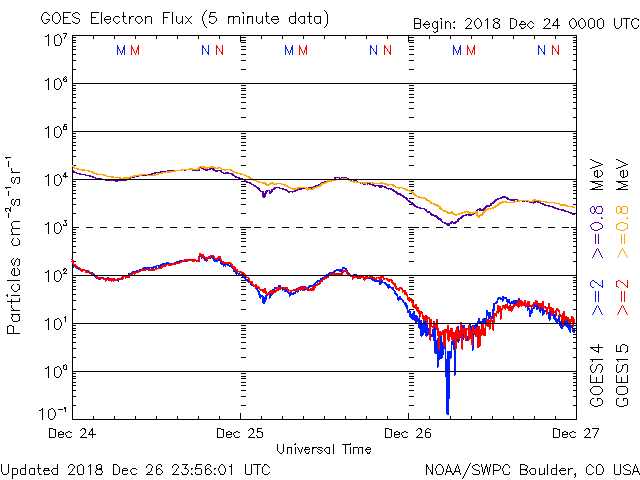 GOES Electron Flux (5 minute data)
Begin: 2018 Dec 24 0000 UTC
M M N N M M N N M M N N
10⁷
10⁶
10⁵
10⁴
10³
10²
10¹
10⁰
10⁻¹
Particles cm⁻²s⁻¹sr⁻¹
Dec 24
Dec 25
Dec 26
Dec 27
Universal Time
GOES14 >=2 >=0.8 MeV
GOES15 >=2 >=0.8 MeV
Updated 2018 Dec 26 23:56:01 UTC
NOAA/SWPC Boulder, CO USA